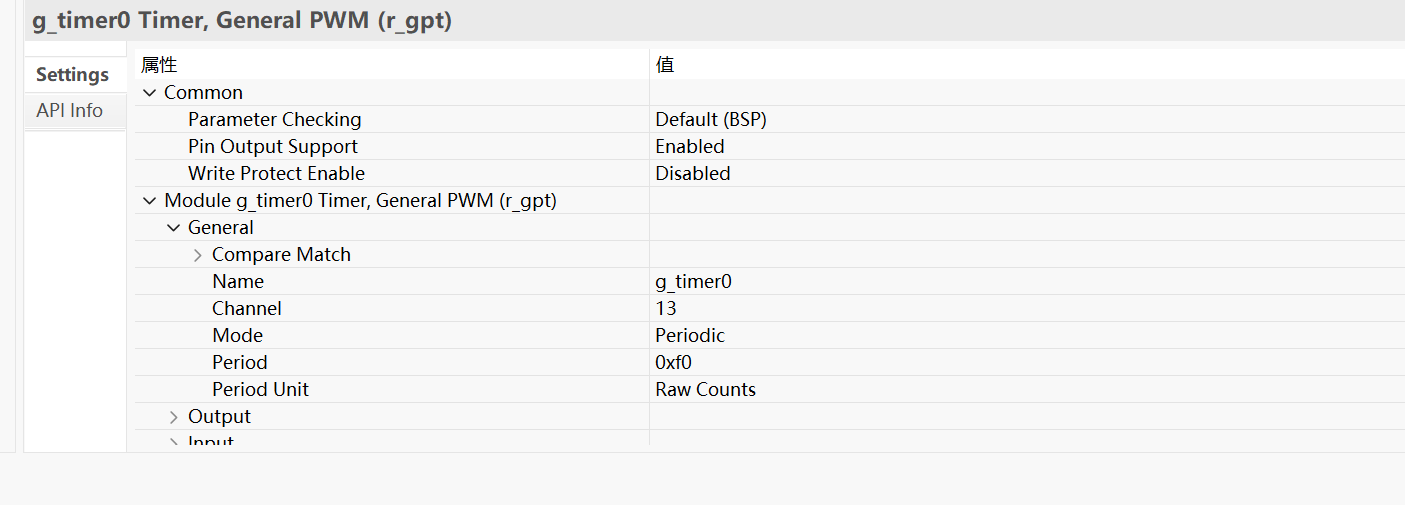 g_timer0 Timer, General PWM (r_gpt)
Settings
API Info
属性 值
Common
Parameter Checking Default (BSP)
Pin Output Support Enabled
Write Protect Enable Disabled
Module g_timer0 Timer, General PWM (r_gpt)
General
Compare Match
Name g_timer0
Channel 13
Mode Periodic
Period 0xf0
Period Unit Raw Counts
Output
Input